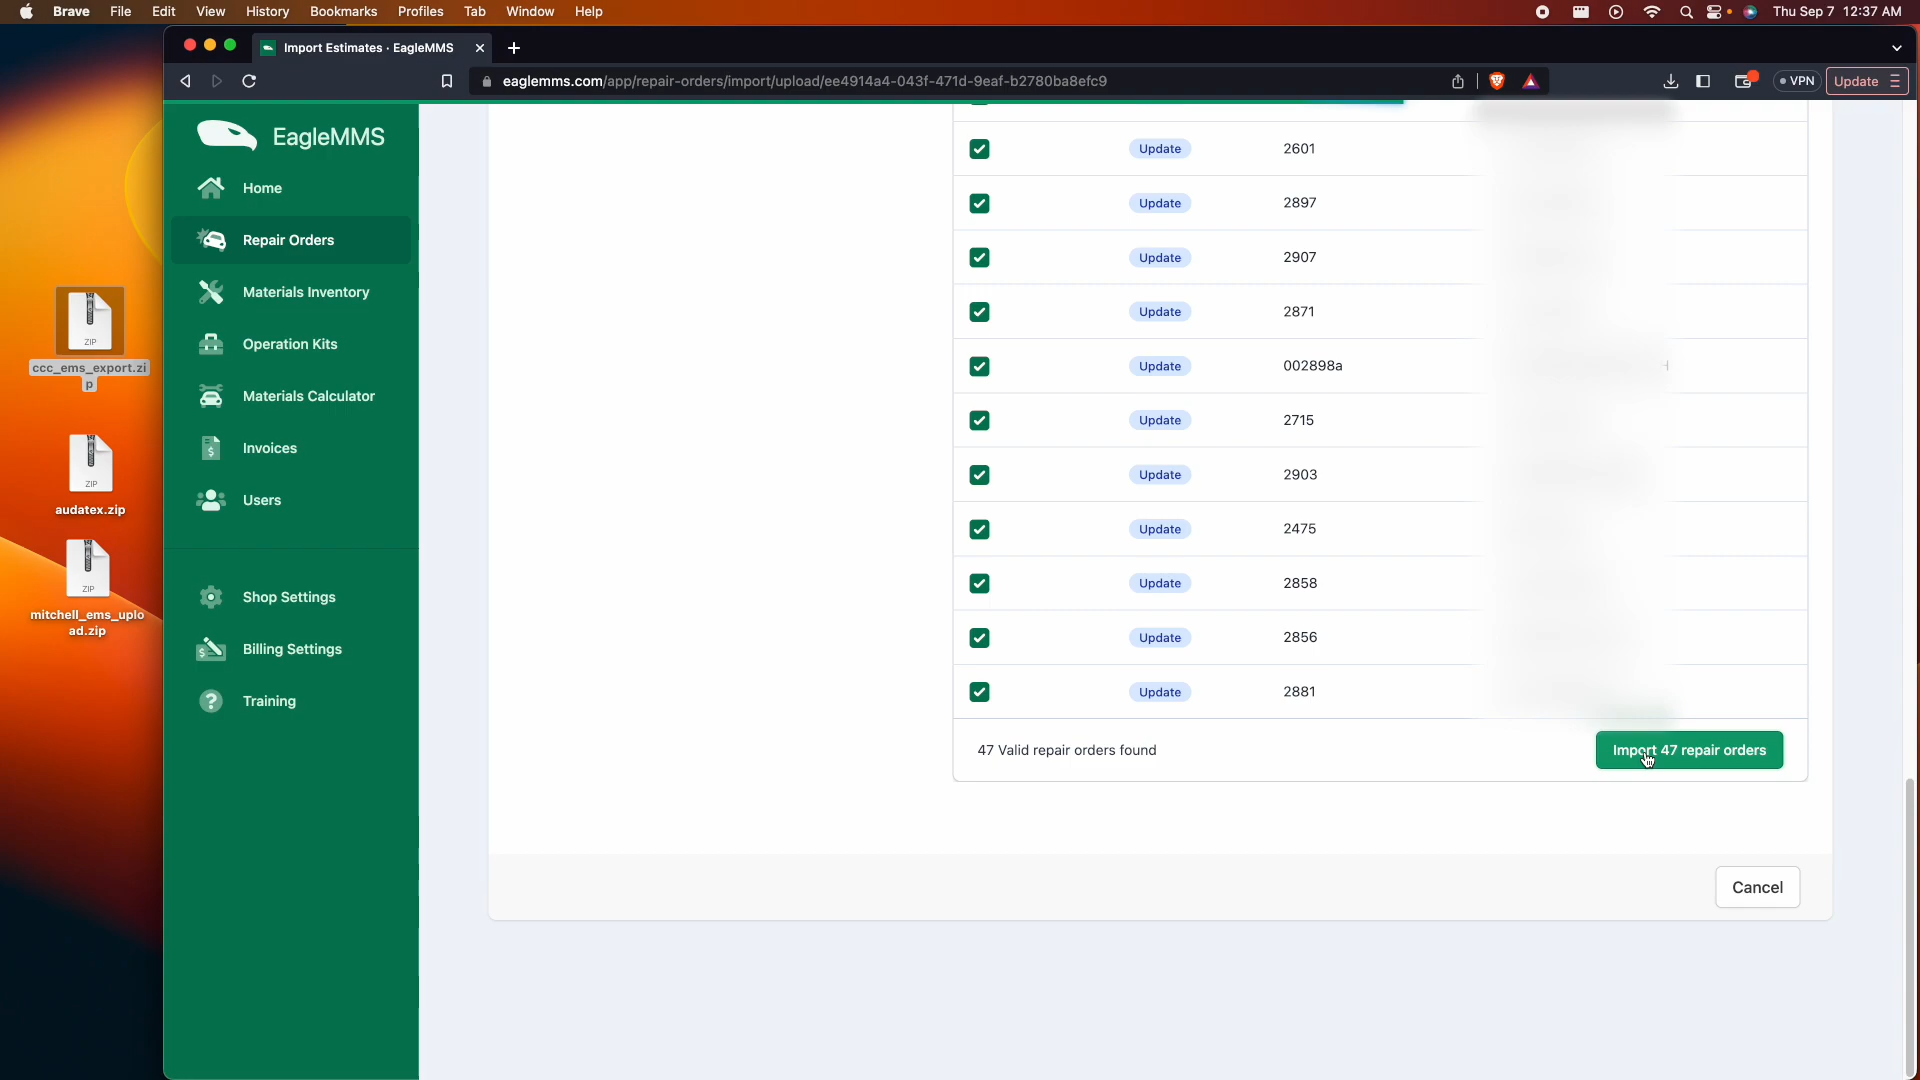 Brave File Edit View History Bookmarks Profiles Tab Window Help Thu Sep 7 12:37 AM
Import Estimates · EagleMMS
eaglemms.com/app/repair-orders/import/upload/ee4914a4-043f-471d-9eaf-b2780ba8efc9 VPN Update
EagleMMS
Home
Repair Orders
Materials Inventory
Operation Kits
Materials Calculator
Invoices
Users
Shop Settings
Billing Settings
Training
ZIP
ccc_ems_export.zi
p
ZIP
audatex.zip
ZIP
mitchell_ems_uplo
ad.zip
Update 2601
Update 2897
Update 2907
Update 2871
Update 002898a
Update 2715
Update 2903
Update 2475
Update 2858
Update 2856
Update 2881
47 Valid repair orders found Import 47 repair orders
Cancel